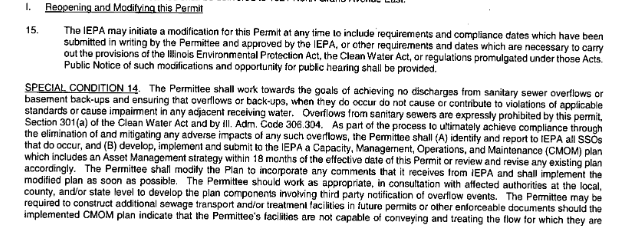 I. Reopening and Modifying this Permit
15. The IEPA may initiate a modification for this Permit at any time to include requirements and compliance dates which have been
submitted in writing by the Permittee and approved by the IEPA, or other requirements and dates which are necessary to carry
out the provisions of the Illinois Environmental Protection Act, the Clean Water Act, or regulations promulgated under those Acts.
Public Notice of such modifications and opportunity for public hearing shall be provided.
SPECIAL CONDITION 14. The Permittee shall work towards the goals of achieving no discharges from sanitary sewer overflows or
basement back-ups and ensuring that overflows or back-ups, when they do occur do not cause or contribute to violations of applicable
standards or cause impairment in any adjacent receiving water. Overflows from sanitary sewers are expressly prohibited by this permit,
Section 301(a) of the Clean Water Act and by Ill. Adm. Code 306.304. As part of the process to ultimately achieve compliance through
the elimination of and mitigating any adverse impacts of any such overflows, the Permittee shall (A) identify and report to IEPA all SSOs
that do occur, and (B) develop, implement and submit to the IEPA a Capacity, Management, Operations, and Maintenance (CMOM) plan
which includes an Asset Management strategy within 18 months of the effective date of this Permit or review and revise any existing plan
accordingly. The Permittee shall modify the Plan to incorporate any comments that it receives from IEPA and shall implement the
modified plan as soon as possible. The Permittee should work as appropriate, in consultation with affected authorities at the local,
county, and/or state level to develop the plan components involving third party notification of overflow events. The Permittee may be
required to construct additional sewage transport and/or treatment facilities in future permits or other enforceable documents should the
implemented CMOM plan indicate that the Permittee's facilities are not capable of conveying and treating the flow for which they are